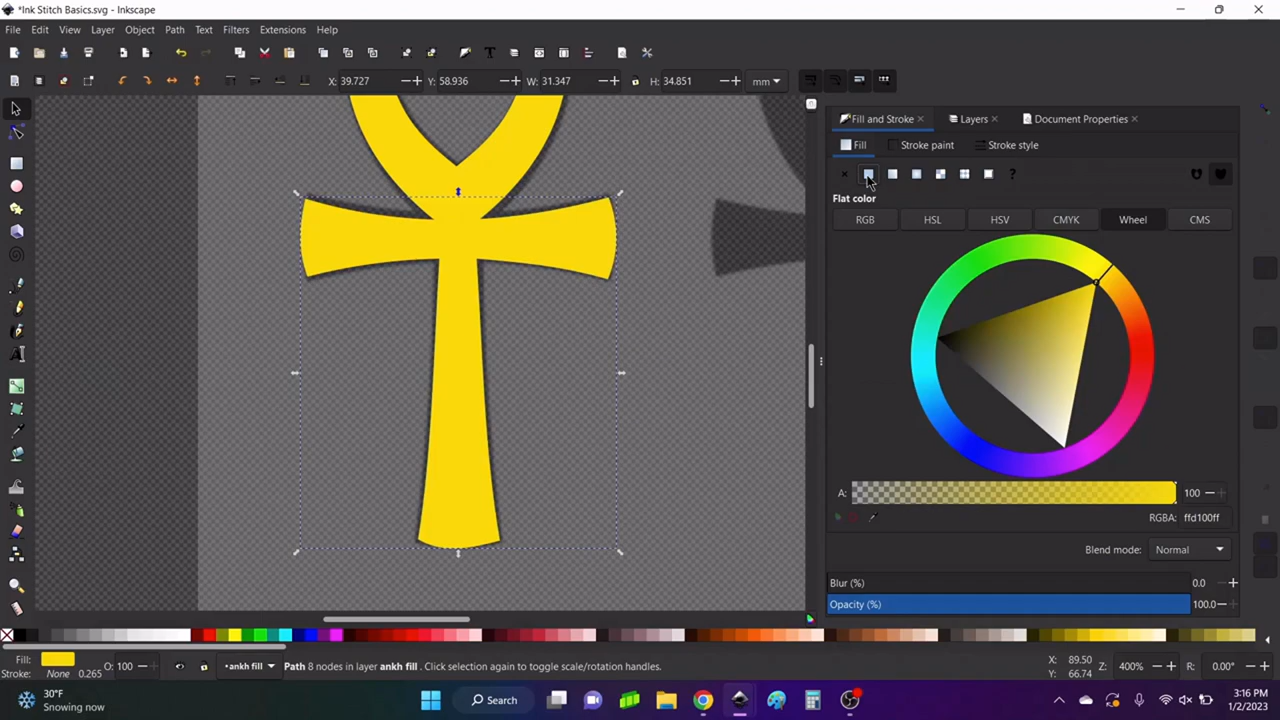 *Ink Stitch Basics.svg - Inkscape
File Edit View Layer Object Path Text Filters Extensions Help
X: 39.727 Y: 58.936 W: 31.347 H: 34.851 mm
Fill and Stroke Layers Document Properties
Fill Stroke paint Stroke style
?
Flat color
RGB HSL HSV CMYK Wheel CMS
A: 100
RGBA: ffd100ff
Blend mode: Normal
Blur (%) 0.0
Opacity (%) 100.0
Fill: O: 100 •ankh fill Path 8 nodes in layer ankh fill. Click selection again to toggle scale/rotation handles. X: 89.50 Z: 400% R: 0.00°
Stroke: None 0.265 Y: 66.74
30°F
Snowing now
Search
3:16 PM
1/2/2023